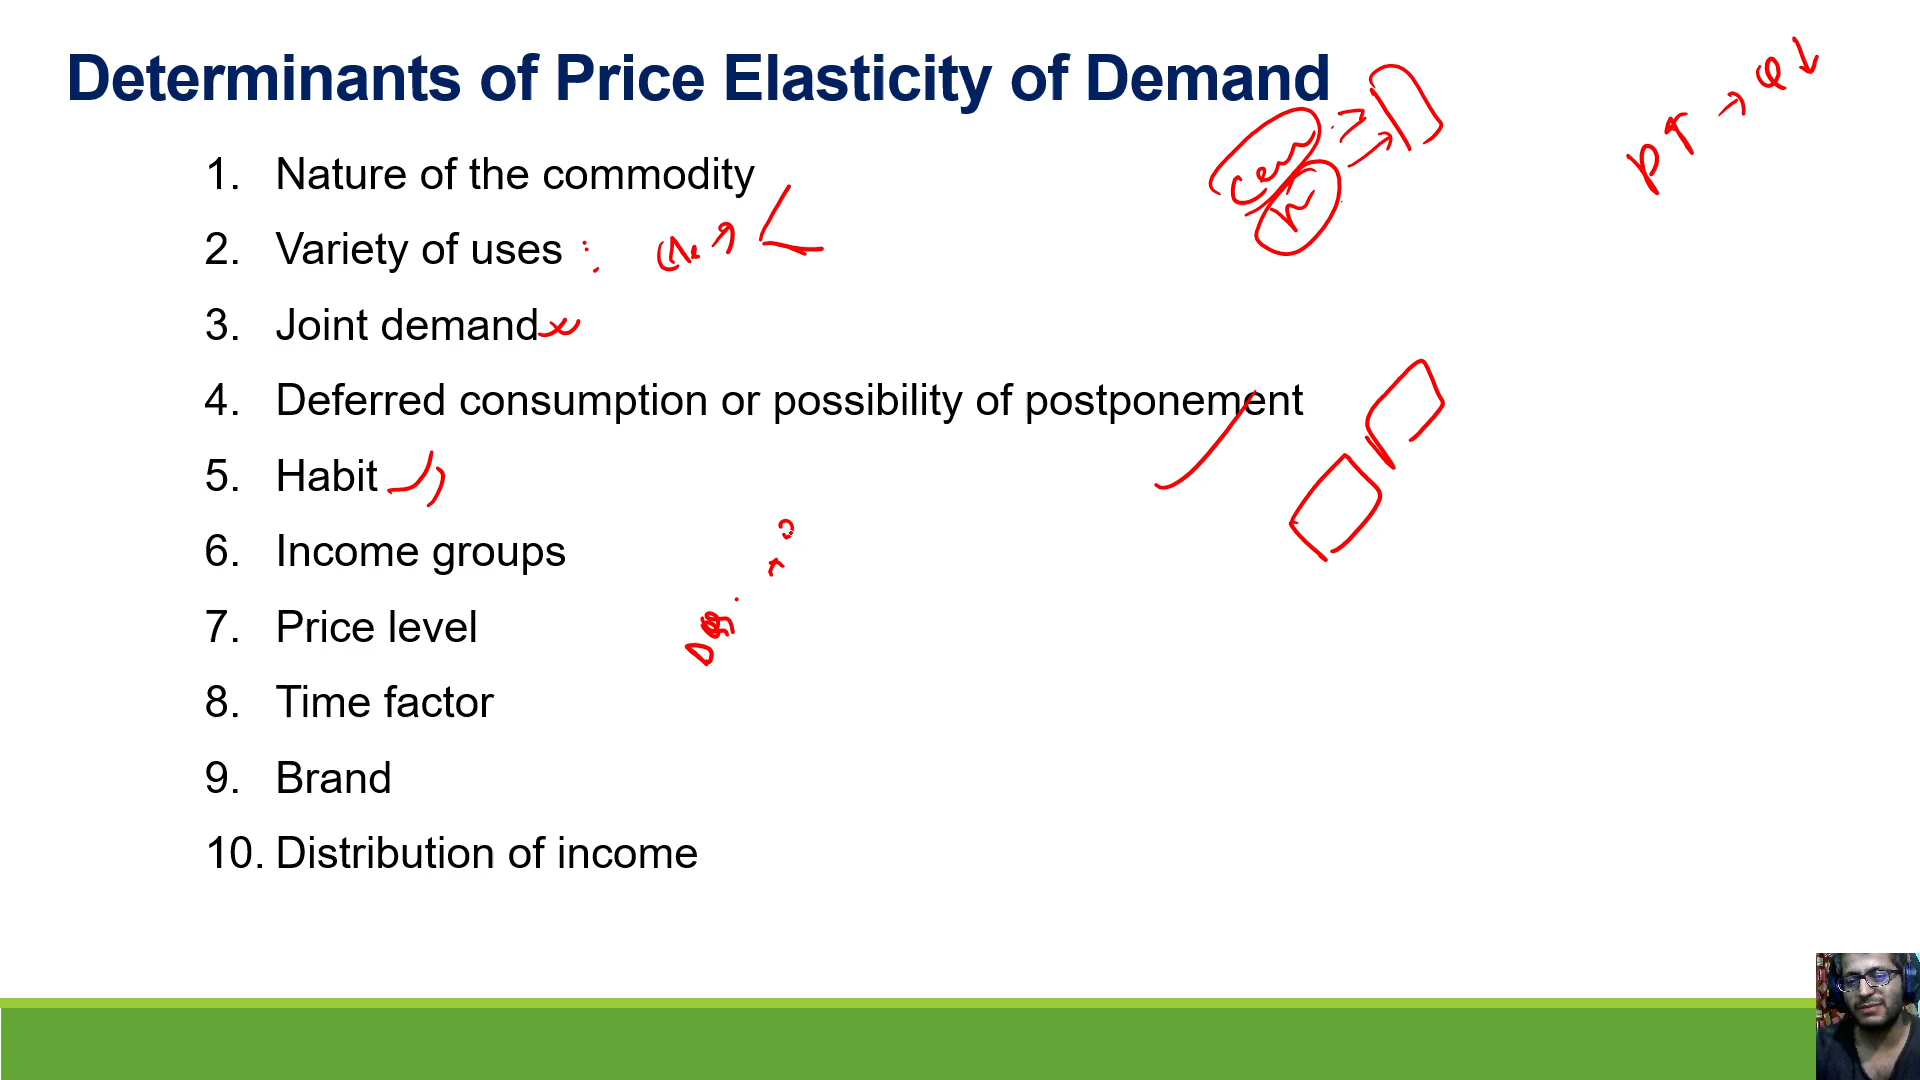 Determinants of Price Elasticity of Demand
P↑ → Q↓
1. Nature of the commodity
2. Variety of uses :
3. Joint demand
4. Deferred consumption or possibility of postponement
5. Habit
6. Income groups
7. Price level
8. Time factor
9. Brand
10. Distribution of income